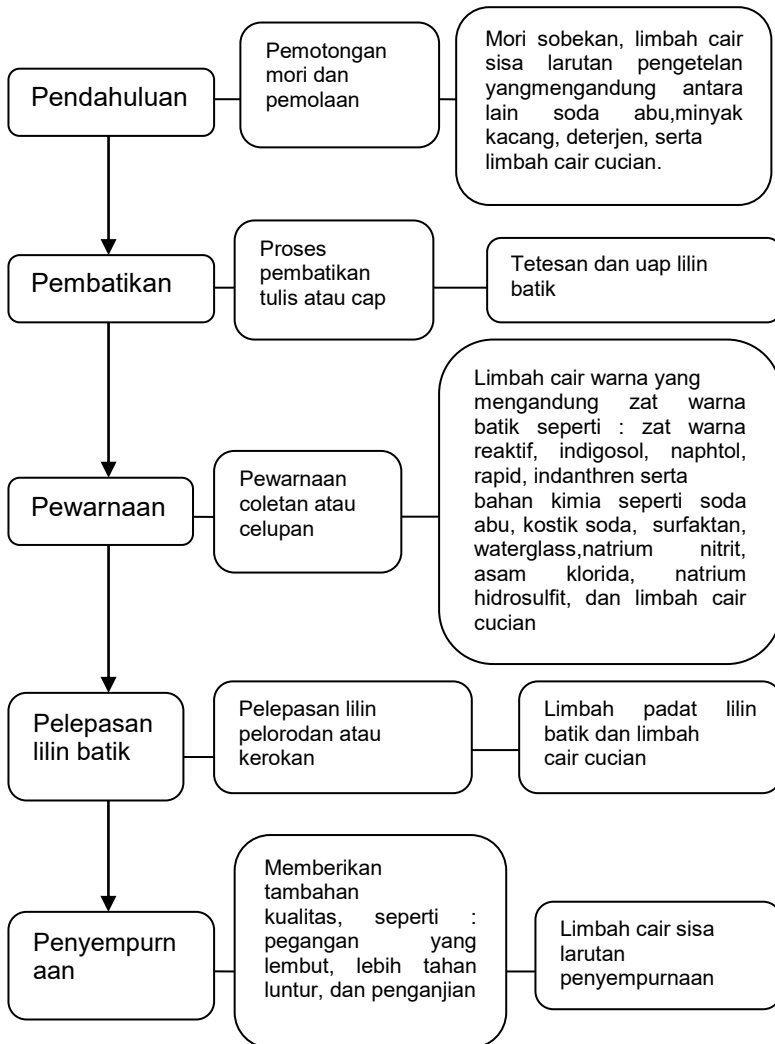 Pendahuluan
Pemotongan
mori dan
pemolaan
Mori sobekan, limbah cair
sisa larutan pengetelan
yangmengandung antara
lain soda abu,minyak
kacang, deterjen, serta
limbah cair cucian.
Pembatikan
Proses
pembatikan
tulis atau cap
Tetesan dan uap lilin
batik
Pewarnaan
Pewarnaan
coletan atau
celupan
Limbah cair warna yang
mengandung zat warna
batik seperti : zat warna
reaktif, indigosol, naphtol,
rapid, indanthren serta
bahan kimia seperti soda
abu, kostik soda, surfaktan,
waterglass,natrium nitrit,
asam klorida, natrium
hidrosulfit, dan limbah cair
cucian
Pelepasan
lilin batik
Pelepasan lilin
pelorodan atau
kerokan
Limbah padat lilin
batik dan limbah
cair cucian
Penyempurn
aan
Memberikan
tambahan
kualitas, seperti :
pegangan yang
lembut, lebih tahan
luntur, dan penganjian
Limbah cair sisa
larutan
penyempurnaan